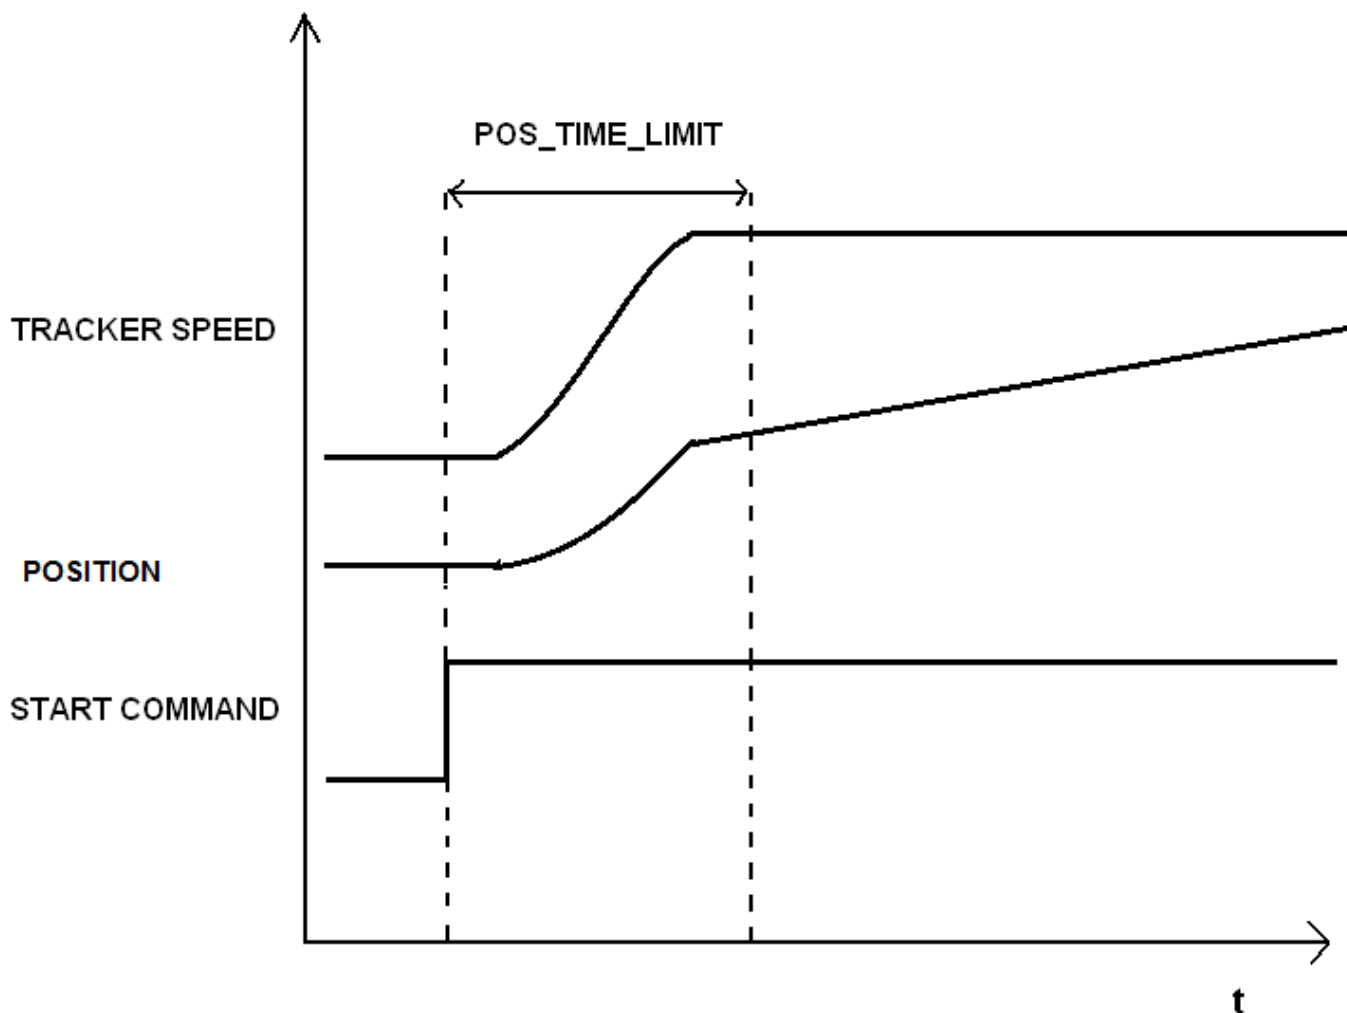 POS_TIME_LIMIT
TRACKER SPEED
POSITION
START COMMAND
t